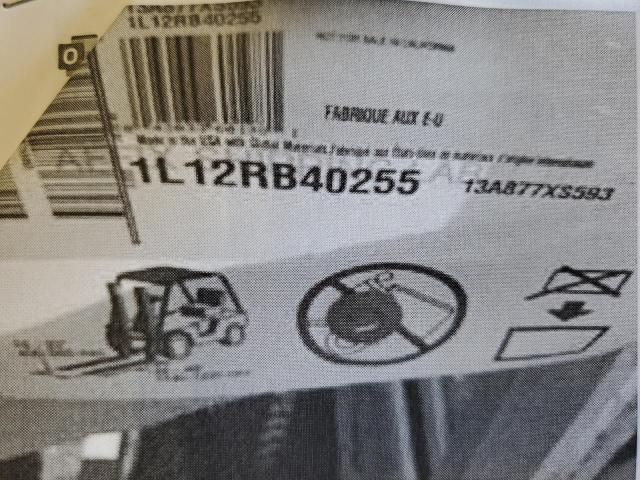 13A877XS593
1L12RB40255
NOT FOR SALE IN CALIFORNIA
FABRIQUE AUX E-U
Made in the USA with Global Materials, Fabriqué aux États-Unis de matériaux d'origine internationale
1L12RB40255
13A877XS593